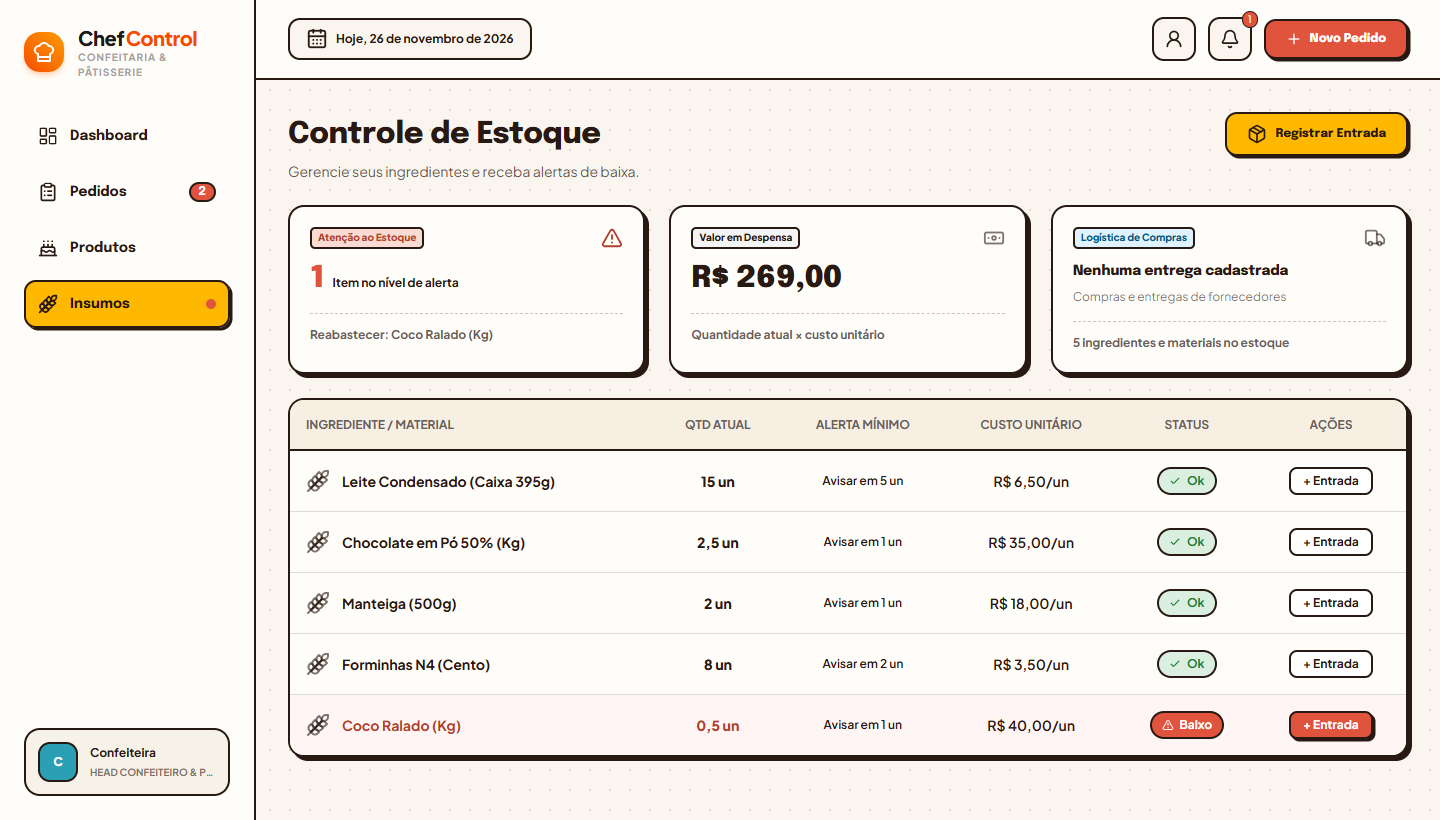 ChefControl
CONFEITARIA &
PÂTISSERIE
Dashboard
Pedidos 2
Produtos
Insumos
C
Confeiteira
HEAD CONFEITEIRO & P...
Hoje, 26 de novembro de 2026
1
+ Novo Pedido
Controle de Estoque
Gerencie seus ingredientes e receba alertas de baixa.
Registrar Entrada
Atenção ao Estoque
1 Item no nível de alerta
Reabastecer: Coco Ralado (Kg)
Valor em Despensa
R$ 269,00
Quantidade atual × custo unitário
Logística de Compras
Nenhuma entrega cadastrada
Compras e entregas de fornecedores
5 ingredientes e materiais no estoque
INGREDIENTE / MATERIAL QTD ATUAL ALERTA MÍNIMO CUSTO UNITÁRIO STATUS AÇÕES
Leite Condensado (Caixa 395g) 15 un Avisar em 5 un R$ 6,50/un Ok + Entrada
Chocolate em Pó 50% (Kg) 2,5 un Avisar em 1 un R$ 35,00/un Ok + Entrada
Manteiga (500g) 2 un Avisar em 1 un R$ 18,00/un Ok + Entrada
Forminhas N4 (Cento) 8 un Avisar em 2 un R$ 3,50/un Ok + Entrada
Coco Ralado (Kg) 0,5 un Avisar em 1 un R$ 40,00/un Baixo + Entrada